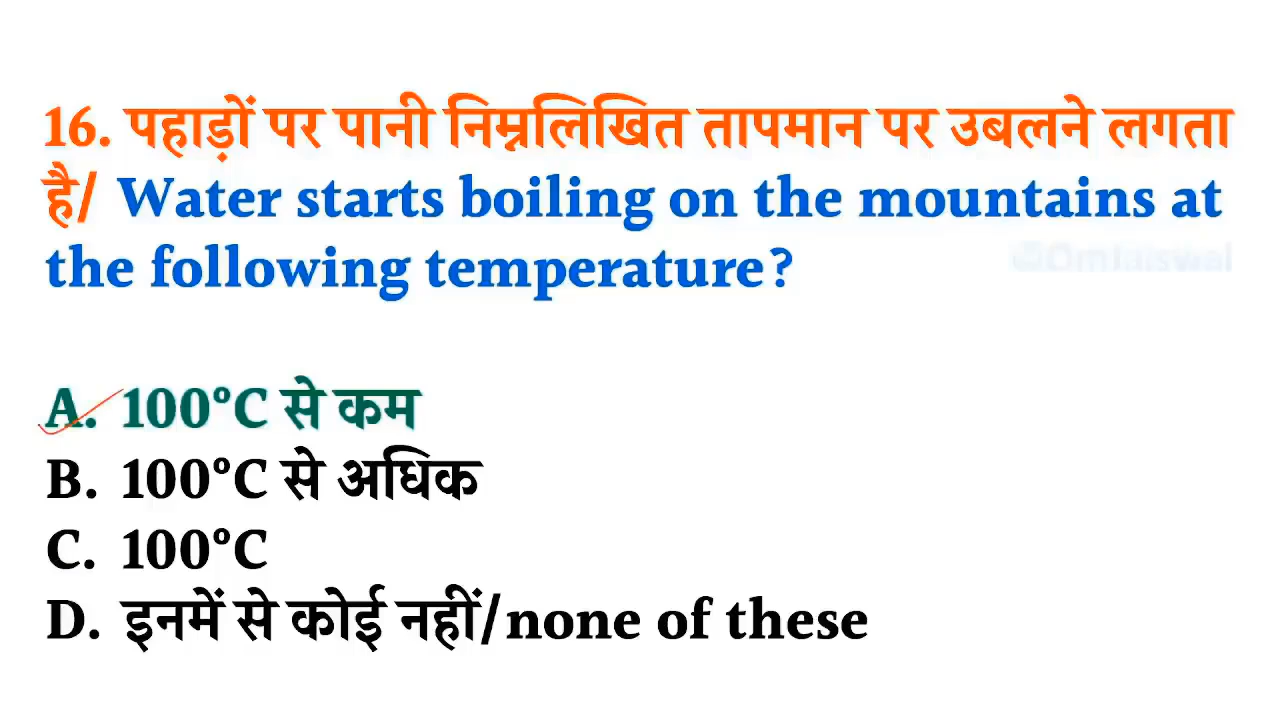 16. पहाड़ों पर पानी निम्नलिखित तापमान पर उबलने लगता
है/ Water starts boiling on the mountains at
the following temperature?
A. 100°C से कम
B. 100°C से अधिक
C. 100°C
D. इनमें से कोई नहीं/none of these